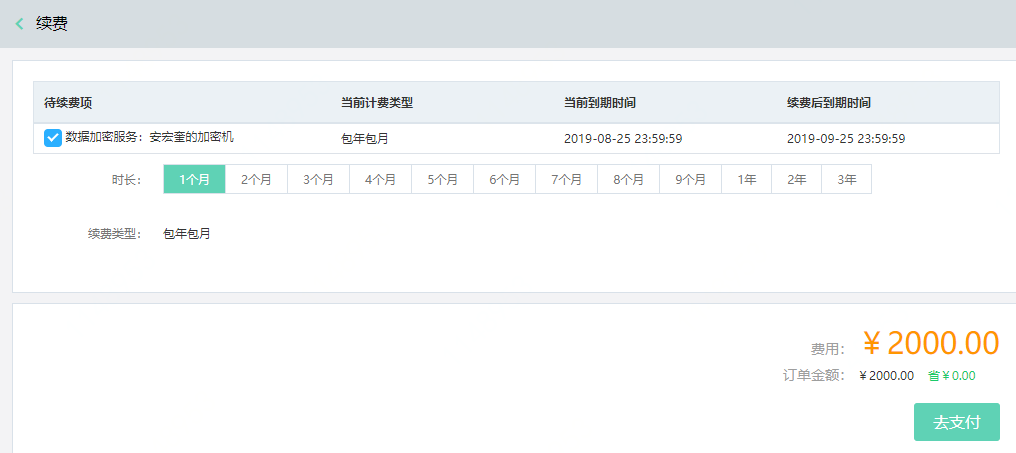 续费
待续费项 当前计费类型 当前到期时间 续费后到期时间
数据加密服务：安宏奎的加密机 包年包月 2019-08-25 23:59:59 2019-09-25 23:59:59
时长： 1个月 2个月 3个月 4个月 5个月 6个月 7个月 8个月 9个月 1年 2年 3年
续费类型： 包年包月
费用： ￥2000.00
订单金额： ￥2000.00 省￥0.00
去支付